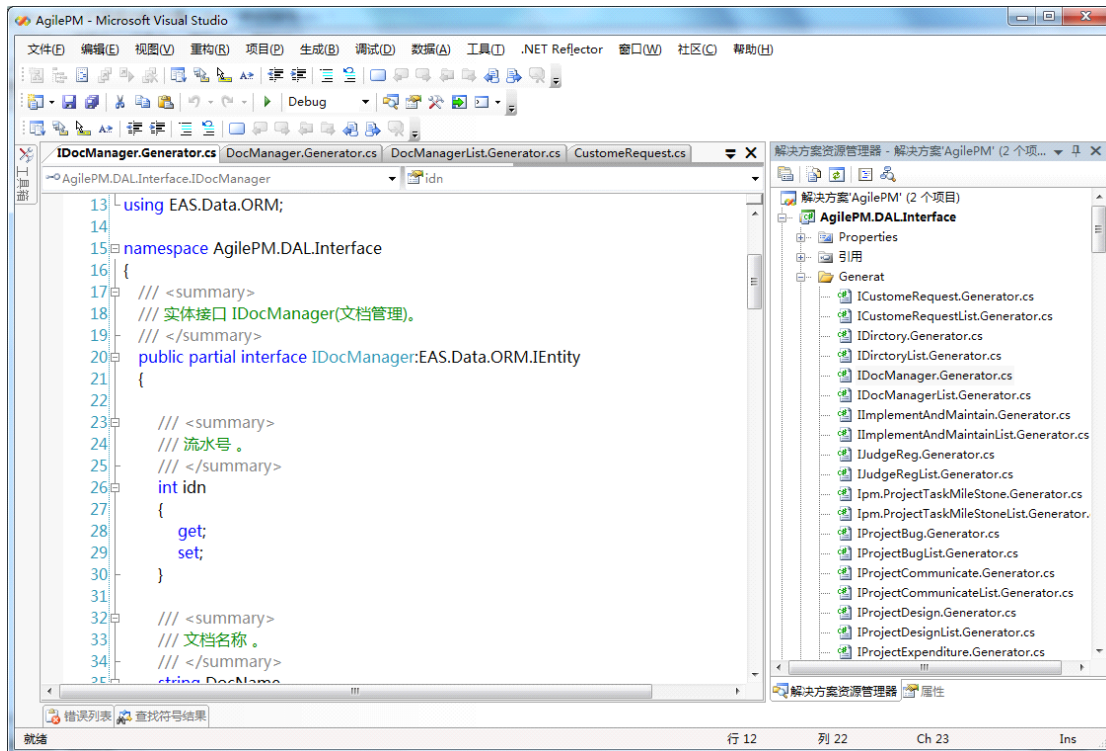 AgilePM - Microsoft Visual Studio
文件(F) 编辑(E) 视图(V) 重构(R) 项目(P) 生成(B) 调试(D) 数据(A) 工具(T) .NET Reflector 窗口(W) 社区(C) 帮助(H)
Debug
IDocManager.Generator.cs DocManager.Generator.cs DocManagerList.Generator.cs CustomeRequest.cs
工具箱
AgilePM.DAL.Interface.IDocManager idn
13 using EAS.Data.ORM;
14
15 namespace AgilePM.DAL.Interface
16 {
17 /// <summary>
18 /// 实体接口 IDocManager(文档管理)。
19 /// </summary>
20 public partial interface IDocManager:EAS.Data.ORM.IEntity
21 {
22
23 /// <summary>
24 /// 流水号 。
25 /// </summary>
26 int idn
27 {
28 get;
29 set;
30 }
31
32 /// <summary>
33 /// 文档名称 。
34 /// </summary>
35 string DocName
解决方案资源管理器 - 解决方案'AgilePM' (2 个项...
解决方案'AgilePM' (2 个项目)
AgilePM.DAL.Interface
Properties
引用
Generat
ICustomeRequest.Generator.cs
ICustomeRequestList.Generator.cs
IDirctory.Generator.cs
IDirctoryList.Generator.cs
IDocManager.Generator.cs
IDocManagerList.Generator.cs
IImplementAndMaintain.Generator.cs
IImplementAndMaintainList.Generator.cs
IJudgeReg.Generator.cs
IJudgeRegList.Generator.cs
Ipm.ProjectTaskMileStone.Generator.cs
Ipm.ProjectTaskMileStoneList.Generator.
IProjectBug.Generator.cs
IProjectBugList.Generator.cs
IProjectCommunicate.Generator.cs
IProjectCommunicateList.Generator.cs
IProjectDesign.Generator.cs
IProjectDesignList.Generator.cs
IProjectExpenditure.Generator.cs
解决方案资源管理器 属性
错误列表 查找符号结果
就绪 行 12 列 22 Ch 23 Ins